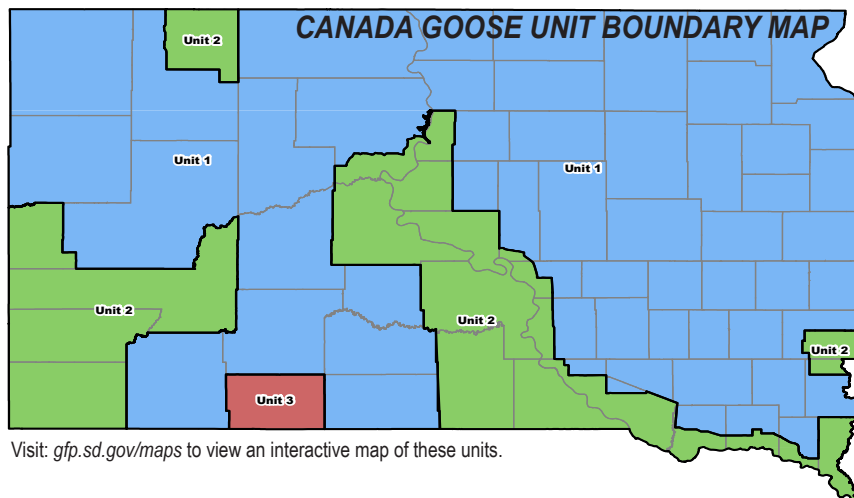 CANADA GOOSE UNIT BOUNDARY MAP
Unit 2
Unit 1
Unit 1
Unit 2
Unit 2
Unit 2
Unit 3
Visit: gfp.sd.gov/maps to view an interactive map of these units.